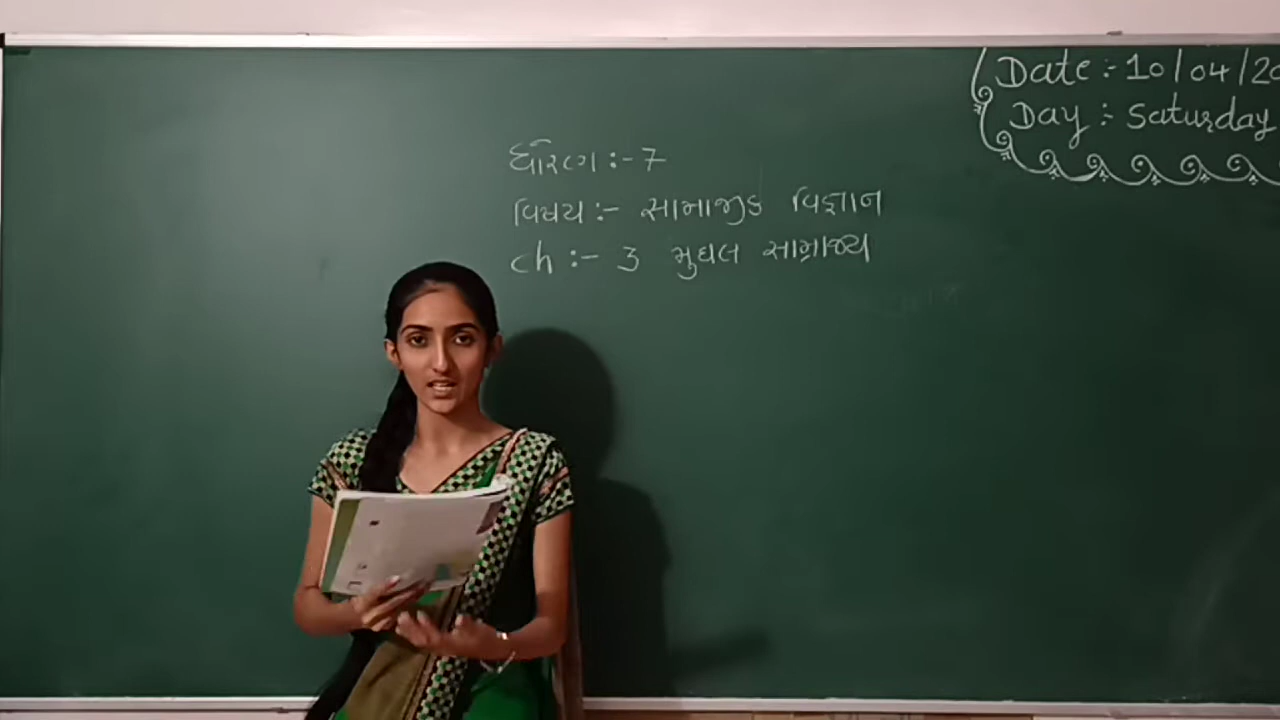 Date :- 10/04/20
Day :- Saturday
ધોરણ :- 7
વિષય :- સામાજીક વિજ્ઞાન
ch :- 3 મુઘલ સામ્રાજ્ય